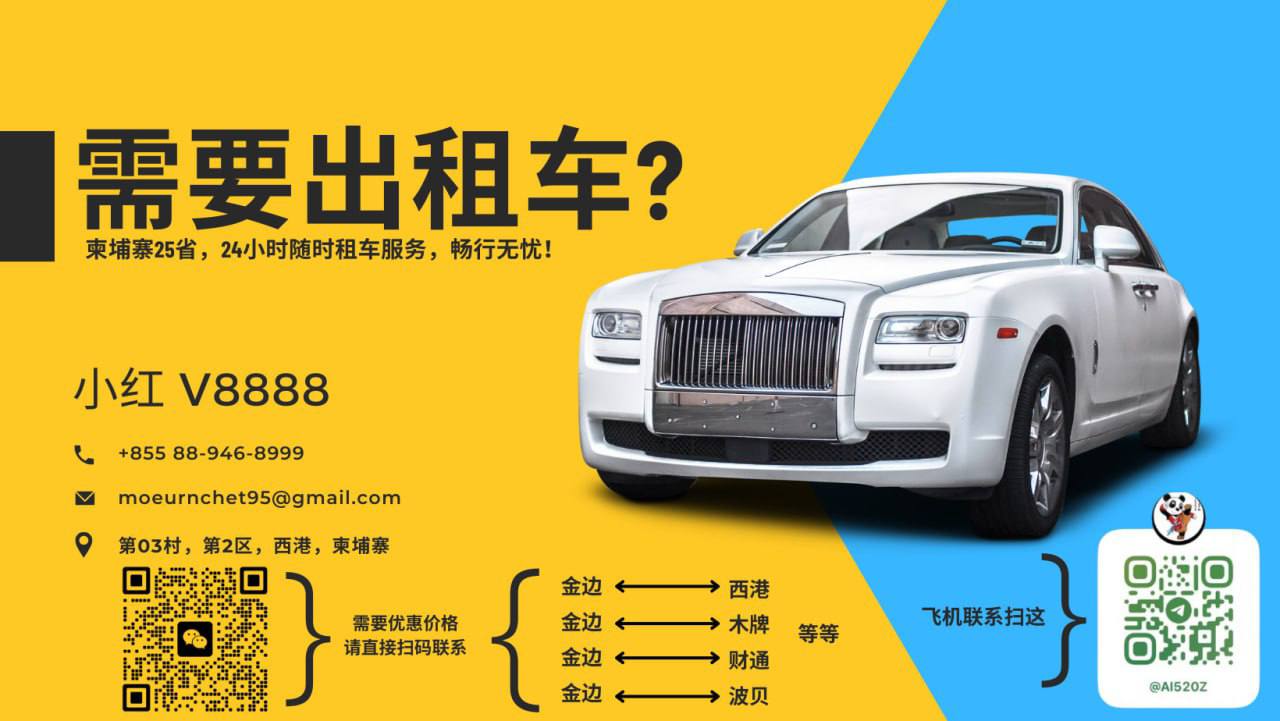 需要出租车?
柬埔寨25省，24小时随时租车服务，畅行无忧！
小红 V8888
+855 88-946-8999
moeurnchet95@gmail.com
第03村，第2区，西港，柬埔寨
需要优惠价格
请直接扫码联系
金边 西港
金边 木牌
金边 财通
金边 波贝
等等
飞机联系扫这
@AI520Z